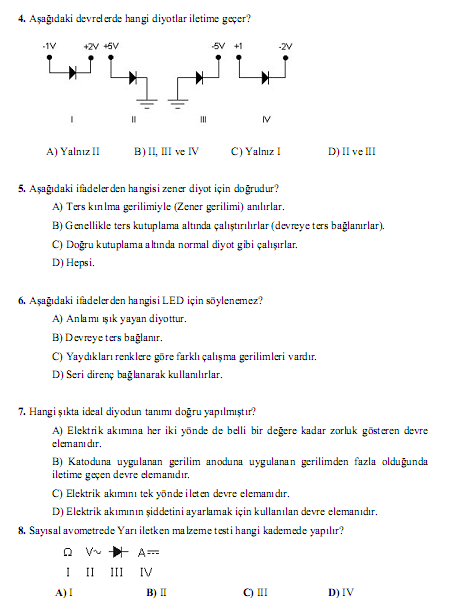 4. Aşağıdaki devrelerde hangi diyotlar iletime geçer?
-1V +2V +5V -5V +1 -2V
I II III IV
A) Yalnız II B) II, III ve IV C) Yalnız I D) II ve III
5. Aşağıdaki ifadelerden hangisi zener diyot için doğrudur?
A) Ters kırılma gerilimiyle (Zener gerilimi) anılırlar.
B) Genellikle ters kutuplama altında çalıştırılırlar (devreye ters bağlanırlar).
C) Doğru kutuplama altında normal diyot gibi çalışırlar.
D) Hepsi.
6. Aşağıdaki ifadelerden hangisi LED için söylenemez?
A) Anlamı ışık yayan diyottur.
B) Devreye ters bağlanır.
C) Yaydıkları renklere göre farklı çalışma gerilimleri vardır.
D) Seri direnç bağlanarak kullanılırlar.
7. Hangi şıkta ideal diyodun tanımı doğru yapılmıştır?
A) Elektrik akımına her iki yönde de belli bir değere kadar zorluk gösteren devre
elemanıdır.
B) Katoduna uygulanan gerilim anoduna uygulanan gerilimden fazla olduğunda
iletime geçen devre elemanıdır.
C) Elektrik akımını tek yönde ileten devre elemanıdır.
D) Elektrik akımının şiddetini ayarlamak için kullanılan devre elemanıdır.
8. Sayısal avometrede Yarı iletken malzeme testi hangi kademede yapılır?
Ω V~ A⎓
I II III IV
A) I B) II C) III D) IV